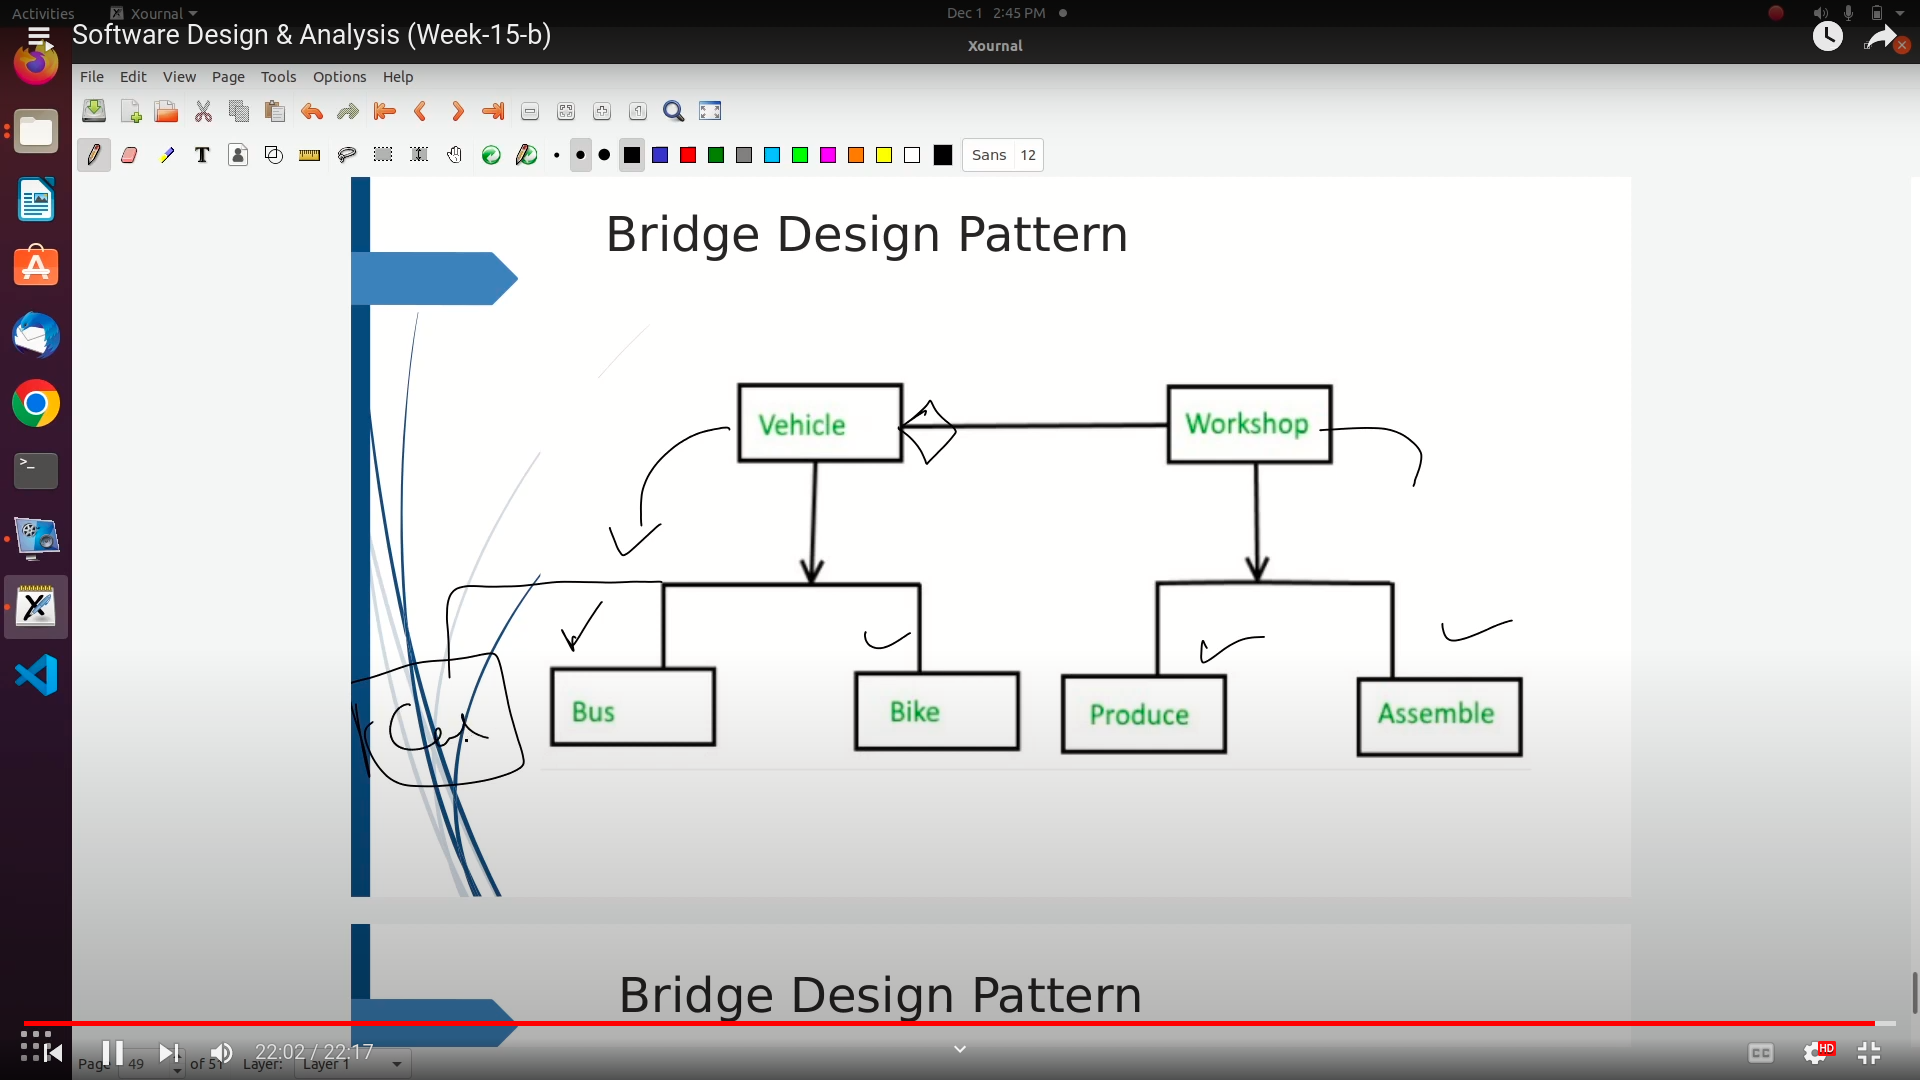 Activities Xournal Dec 1 2:45 PM
Software Design & Analysis (Week-15-b)
Xournal
File Edit View Page Tools Options Help
T Sans 12
Bridge Design Pattern
Vehicle Workshop
Bus Bike Produce Assemble
Bridge Design Pattern
22:02 / 22:17 CC HD
Page 49 of 51 Layer: Layer 1